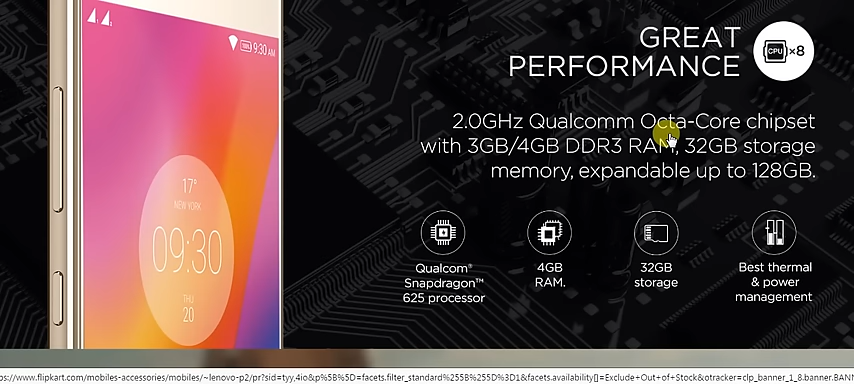 9:30 AM
17°
NEW YORK
09:30
THU
20
GREAT
PERFORMANCE
CPU ×8
2.0GHz Qualcomm Octa-Core chipset
with 3GB/4GB DDR3 RAM, 32GB storage
memory, expandable up to 128GB.
Qualcom®
Snapdragon™
625 processor
4GB
RAM.
32GB
storage
Best thermal
& power
management
ps://www.flipkart.com/mobiles-accessories/mobiles/~lenovo-p2/pr?sid=tyy,4io&p%5B%5D=facets.filter_standard%255B%255D%3D1&facets.availability[]=Exclude+Out+of+Stock&otracker=clp_banner_1_8.banner.BANN